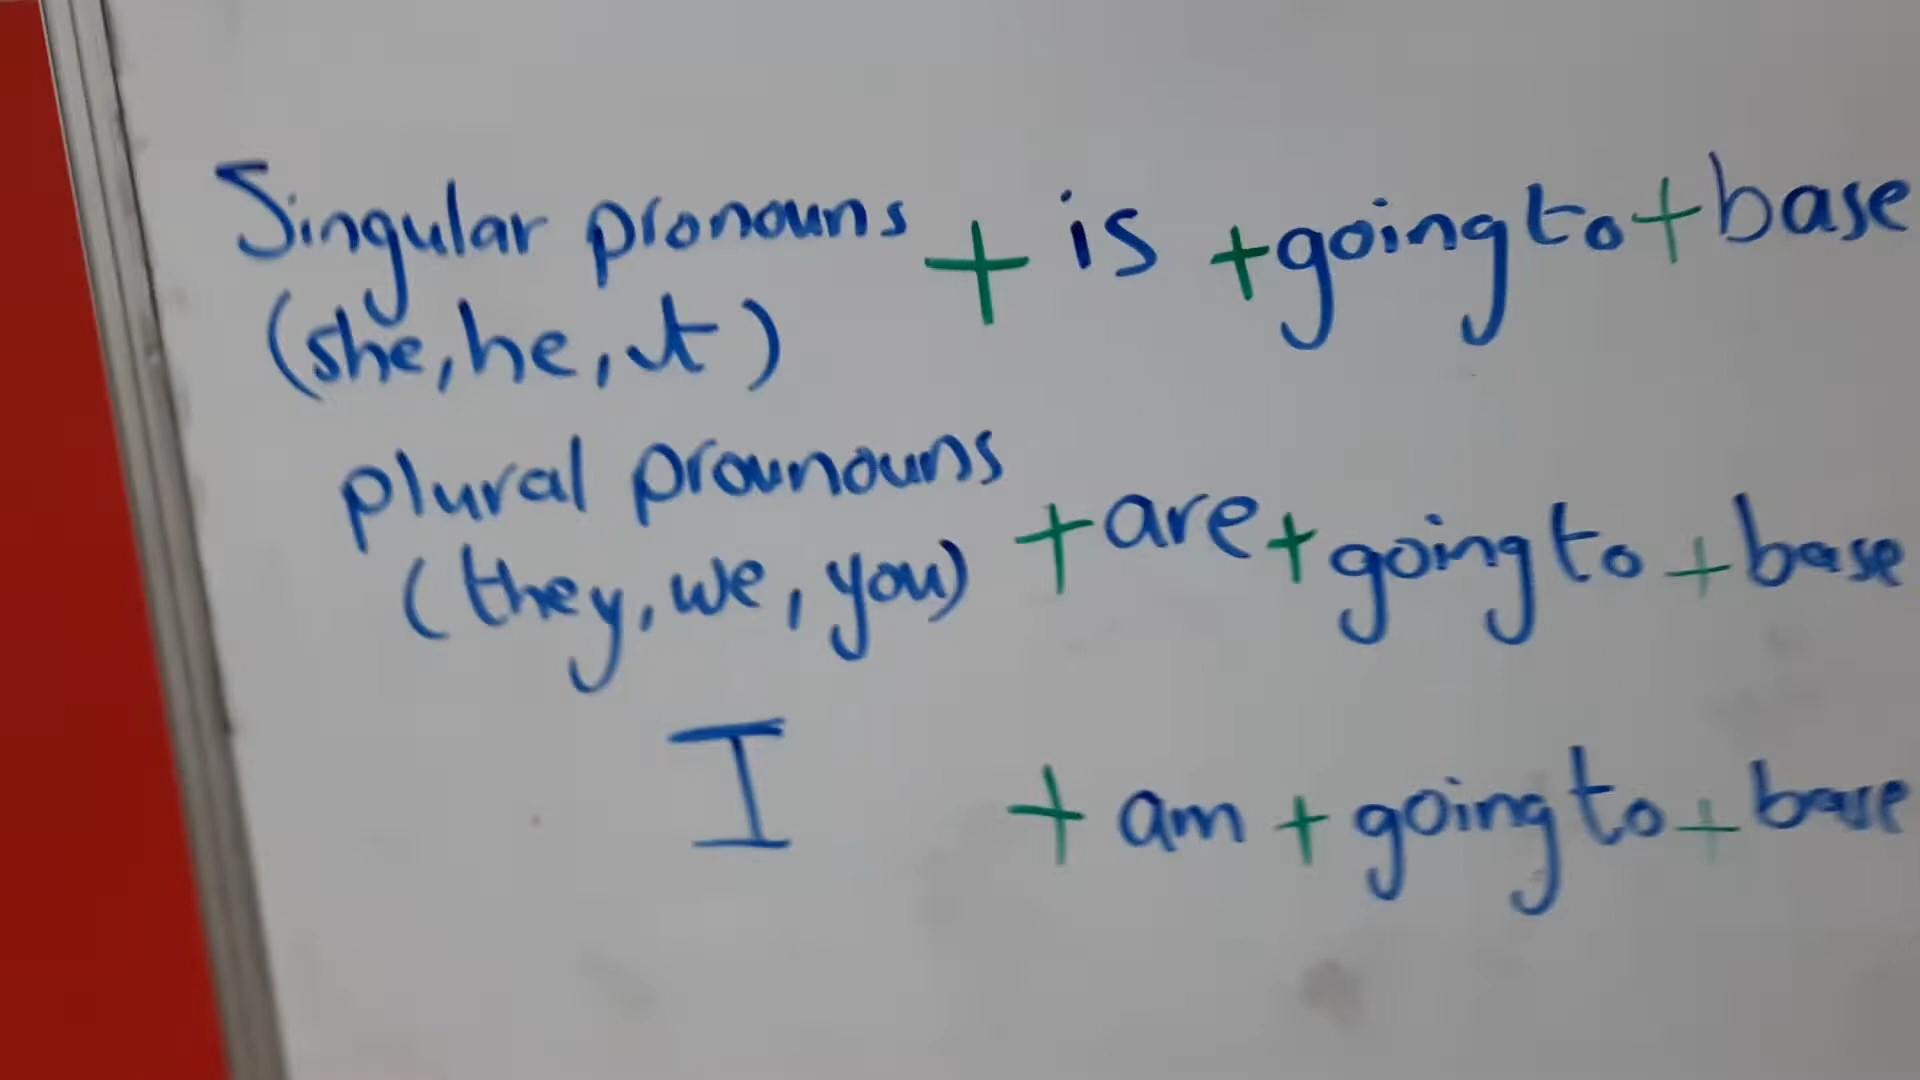 Singular pronouns + is + going to + base
(she, he, it)
plural prounouns + are + going to + base
(they, we, you)
I + am + going to + base